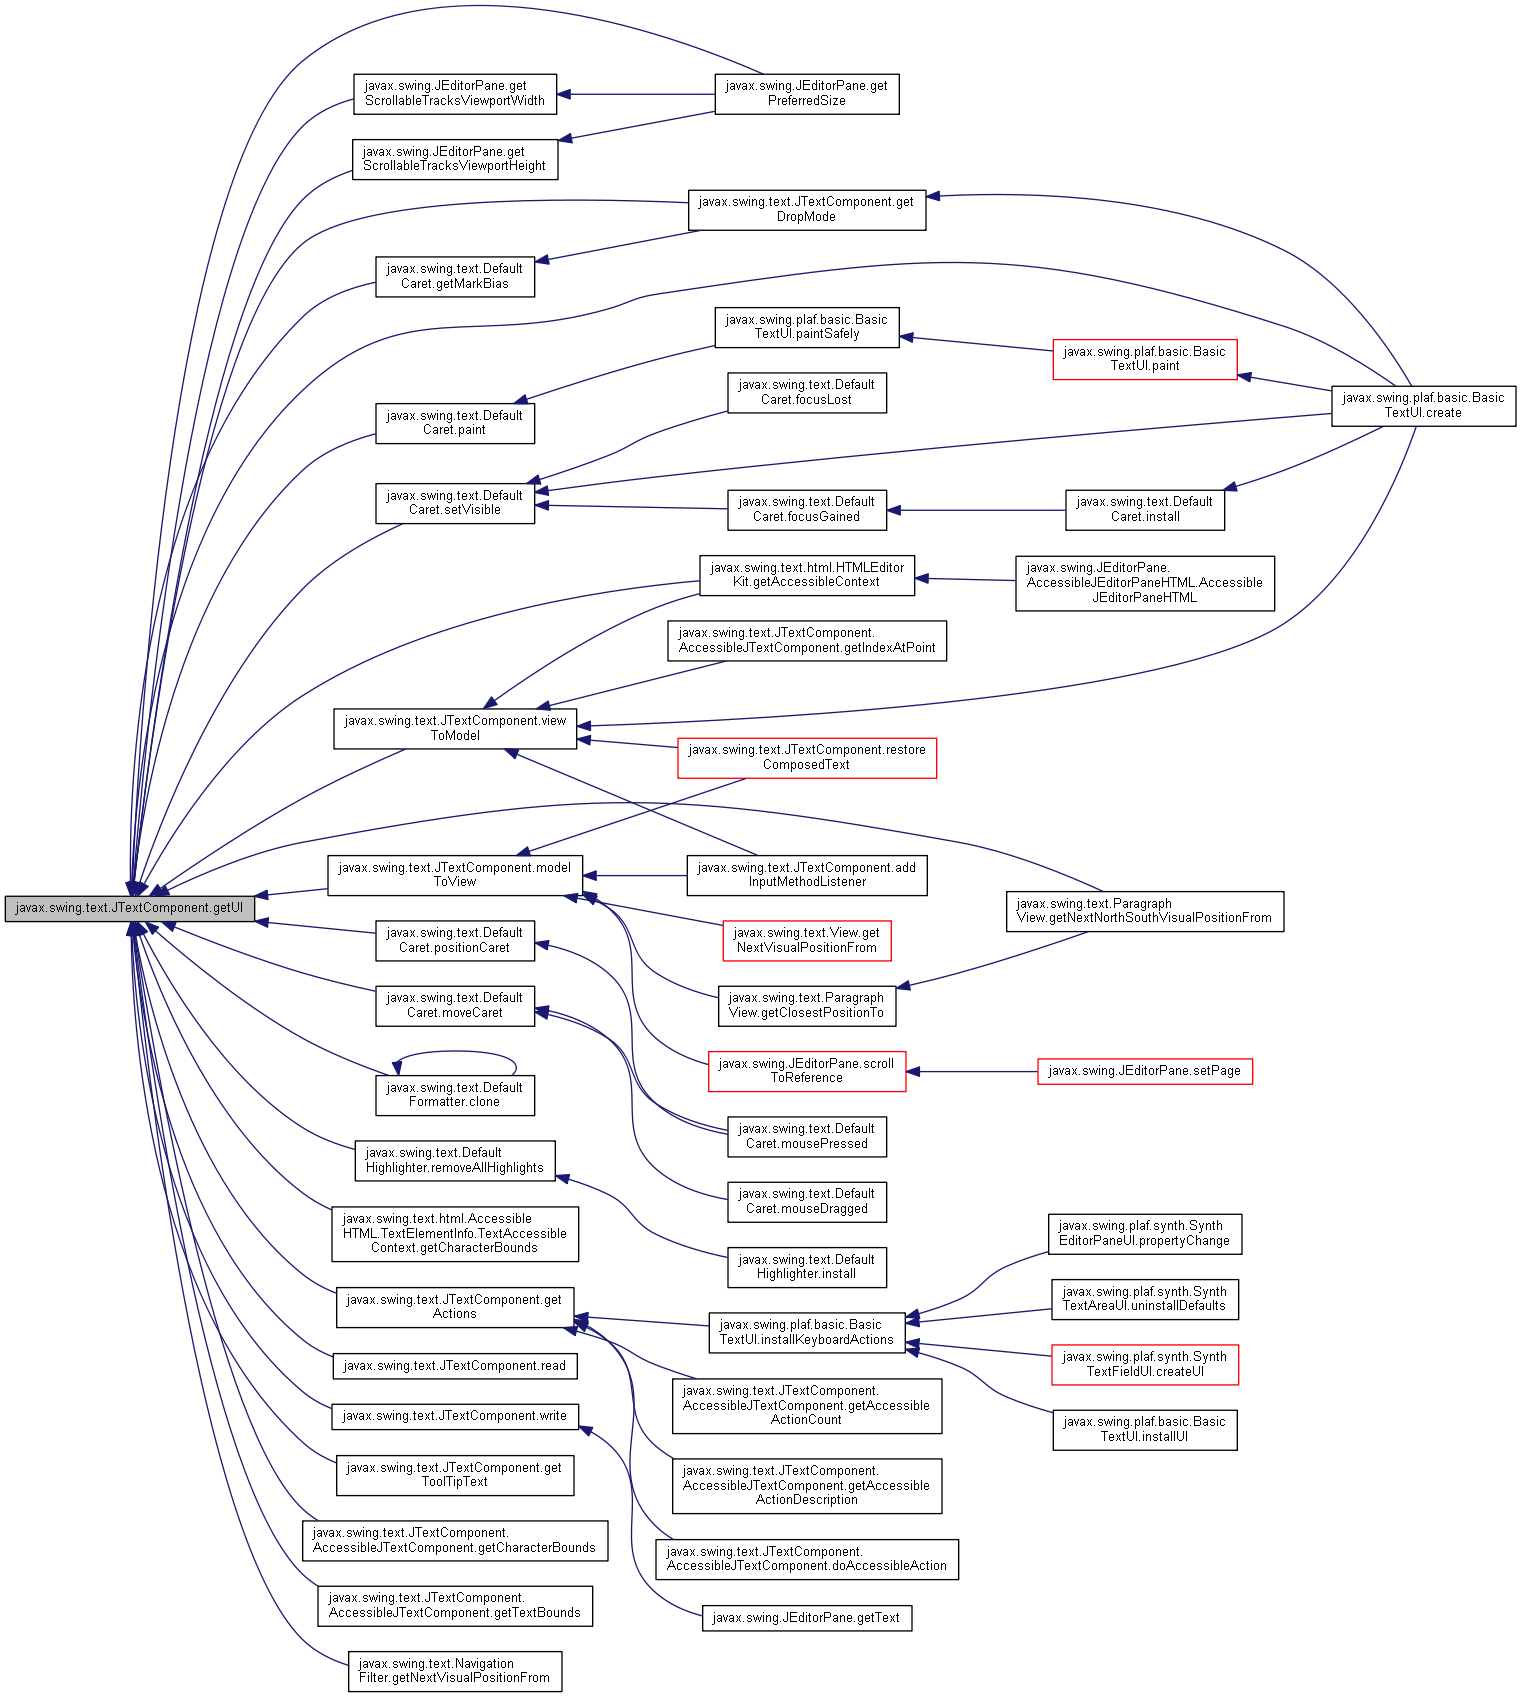 javax.swing.JEditorPane.get
ScrollableTracksViewportWidth
javax.swing.JEditorPane.get
PreferredSize
javax.swing.JEditorPane.get
ScrollableTracksViewportHeight
javax.swing.text.JTextComponent.get
DropMode
javax.swing.text.Default
Caret.getMarkBias
javax.swing.plaf.basic.Basic
TextUI.paintSafely
javax.swing.plaf.basic.Basic
TextUI.paint
javax.swing.text.Default
Caret.focusLost
javax.swing.plaf.basic.Basic
TextUI.create
javax.swing.text.Default
Caret.paint
javax.swing.text.Default
Caret.setVisible
javax.swing.text.Default
Caret.focusGained
javax.swing.text.Default
Caret.install
javax.swing.text.html.HTMLEditor
Kit.getAccessibleContext
javax.swing.JEditorPane.
AccessibleJEditorPaneHTML.Accessible
JEditorPaneHTML
javax.swing.text.JTextComponent.
AccessibleJTextComponent.getIndexAtPoint
javax.swing.text.JTextComponent.view
ToModel
javax.swing.text.JTextComponent.restore
ComposedText
javax.swing.text.JTextComponent.model
ToView
javax.swing.text.JTextComponent.add
InputMethodListener
javax.swing.text.JTextComponent.getUI
javax.swing.text.Paragraph
View.getNextNorthSouthVisualPositionFrom
javax.swing.text.Default
Caret.positionCaret
javax.swing.text.View.get
NextVisualPositionFrom
javax.swing.text.Default
Caret.moveCaret
javax.swing.text.Paragraph
View.getClosestPositionTo
javax.swing.JEditorPane.scroll
ToReference
javax.swing.JEditorPane.setPage
javax.swing.text.Default
Formatter.clone
javax.swing.text.Default
Caret.mousePressed
javax.swing.text.Default
Highlighter.removeAllHighlights
javax.swing.text.Default
Caret.mouseDragged
javax.swing.text.html.Accessible
HTML.TextElementInfo.TextAccessible
Context.getCharacterBounds
javax.swing.text.Default
Highlighter.install
javax.swing.plaf.synth.Synth
EditorPaneUI.propertyChange
javax.swing.text.JTextComponent.get
Actions
javax.swing.plaf.synth.Synth
TextAreaUI.uninstallDefaults
javax.swing.plaf.basic.Basic
TextUI.installKeyboardActions
javax.swing.text.JTextComponent.read
javax.swing.plaf.synth.Synth
TextFieldUI.createUI
javax.swing.text.JTextComponent.
AccessibleJTextComponent.getAccessible
ActionCount
javax.swing.text.JTextComponent.write
javax.swing.plaf.basic.Basic
TextUI.installUI
javax.swing.text.JTextComponent.get
ToolTipText
javax.swing.text.JTextComponent.
AccessibleJTextComponent.getAccessible
ActionDescription
javax.swing.text.JTextComponent.
AccessibleJTextComponent.getCharacterBounds
javax.swing.text.JTextComponent.
AccessibleJTextComponent.doAccessibleAction
javax.swing.text.JTextComponent.
AccessibleJTextComponent.getTextBounds
javax.swing.JEditorPane.getText
javax.swing.text.Navigation
Filter.getNextVisualPositionFrom